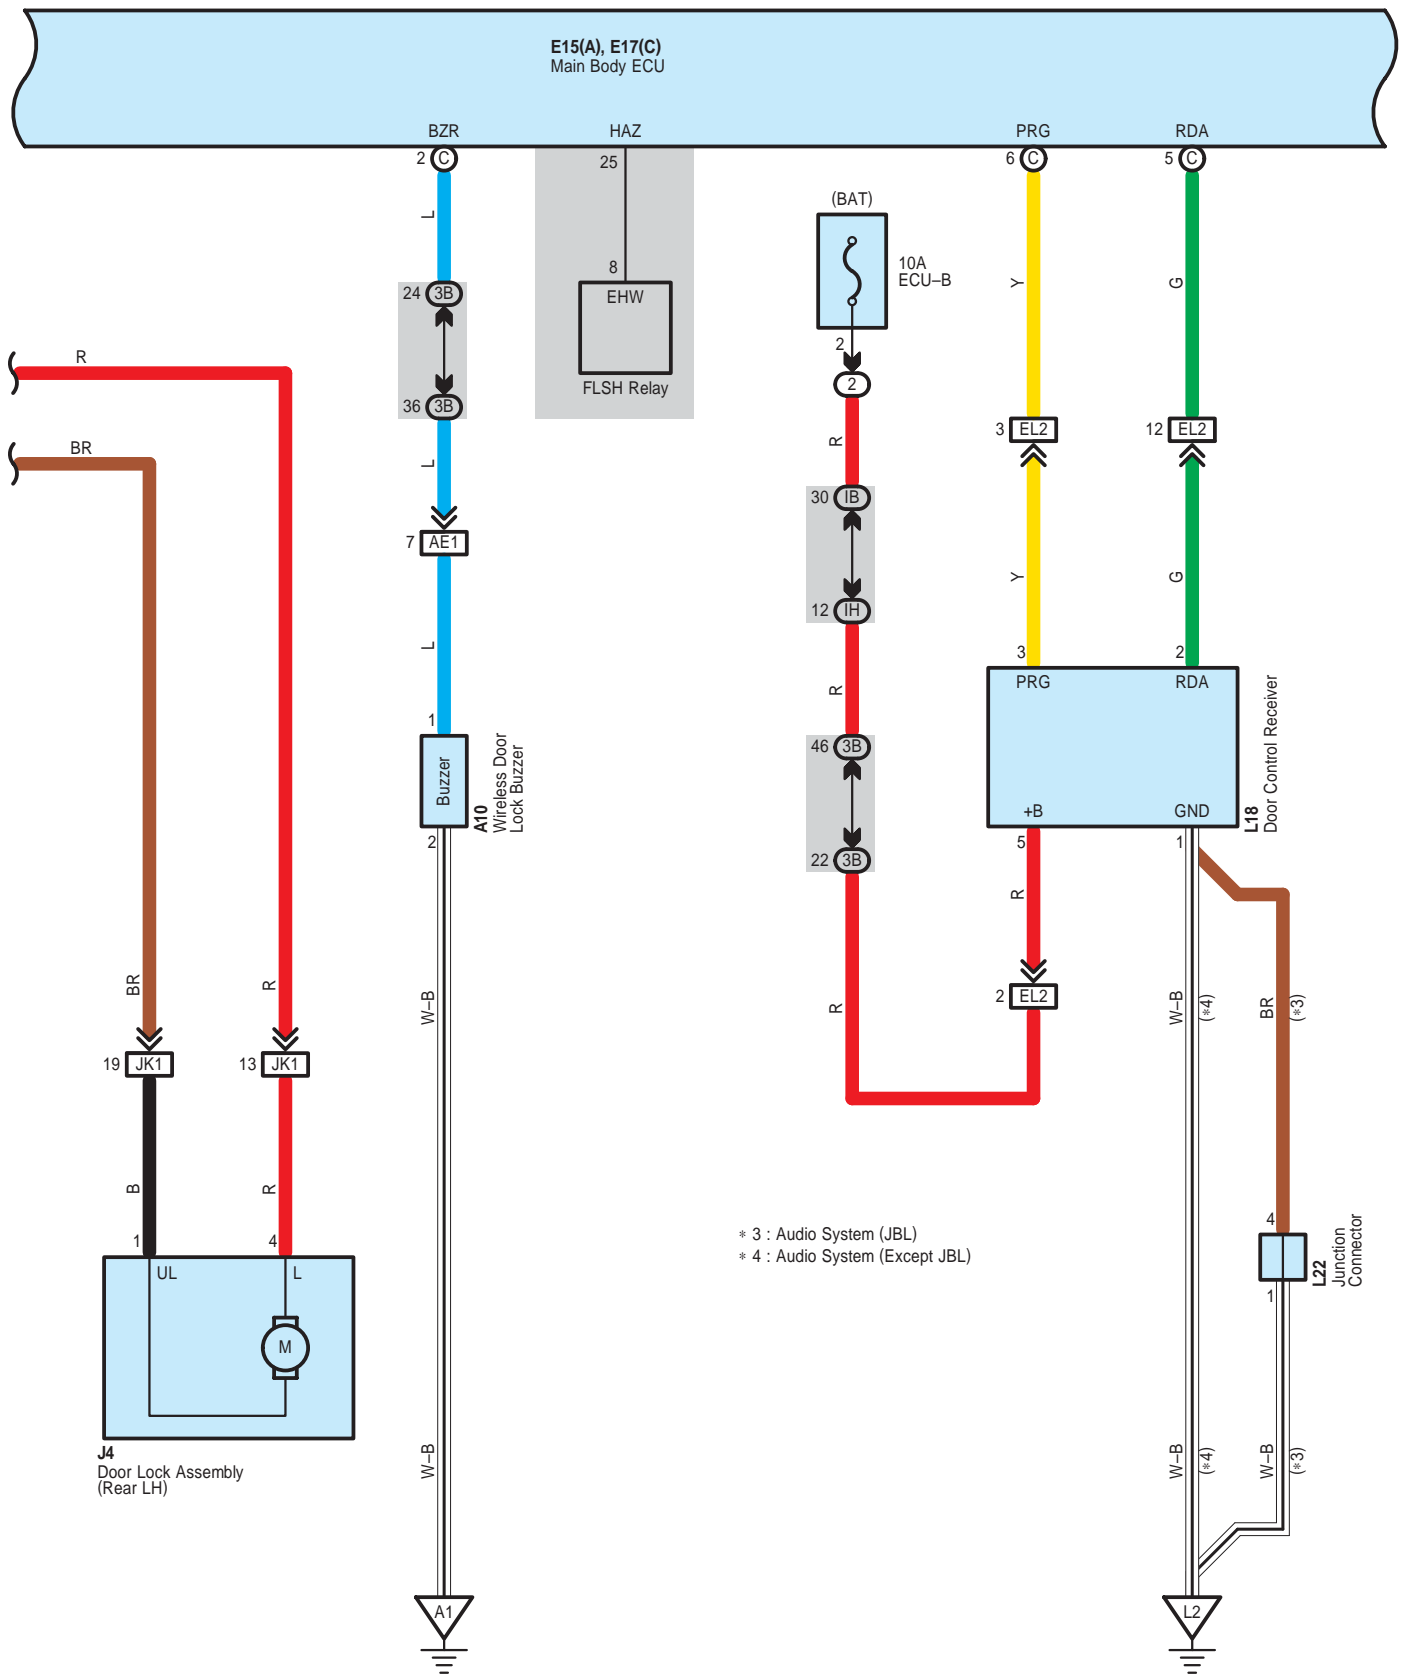 E15(A), E17(C)
Main Body ECU
BZR
HAZ
PRG
RDA
2 C
25
6 C
5 C
L
(BAT)
10A
ECU–B
Y
G
8
EHW
FLSH Relay
24 3B
36 3B
2
2
R
BR
L
R
3 EL2
12 EL2
30 IB
12 IH
7 AE1
Y
G
L
R
3
2
PRG
RDA
+B
GND
L18
Door Control Receiver
1
Buzzer
A10
Wireless Door
Lock Buzzer
2
46 3B
22 3B
5
1
R
BR
R
W–B
R
2 EL2
W–B
(∗4)
BR
(∗3)
19 JK1
13 JK1
B
R
∗ 3 : Audio System (JBL)
∗ 4 : Audio System (Except JBL)
1
4
UL
L
M
J4
Door Lock Assembly
(Rear LH)
4
1
L22
Junction
Connector
W–B
W–B
(∗4)
W–B
(∗3)
A1
L2